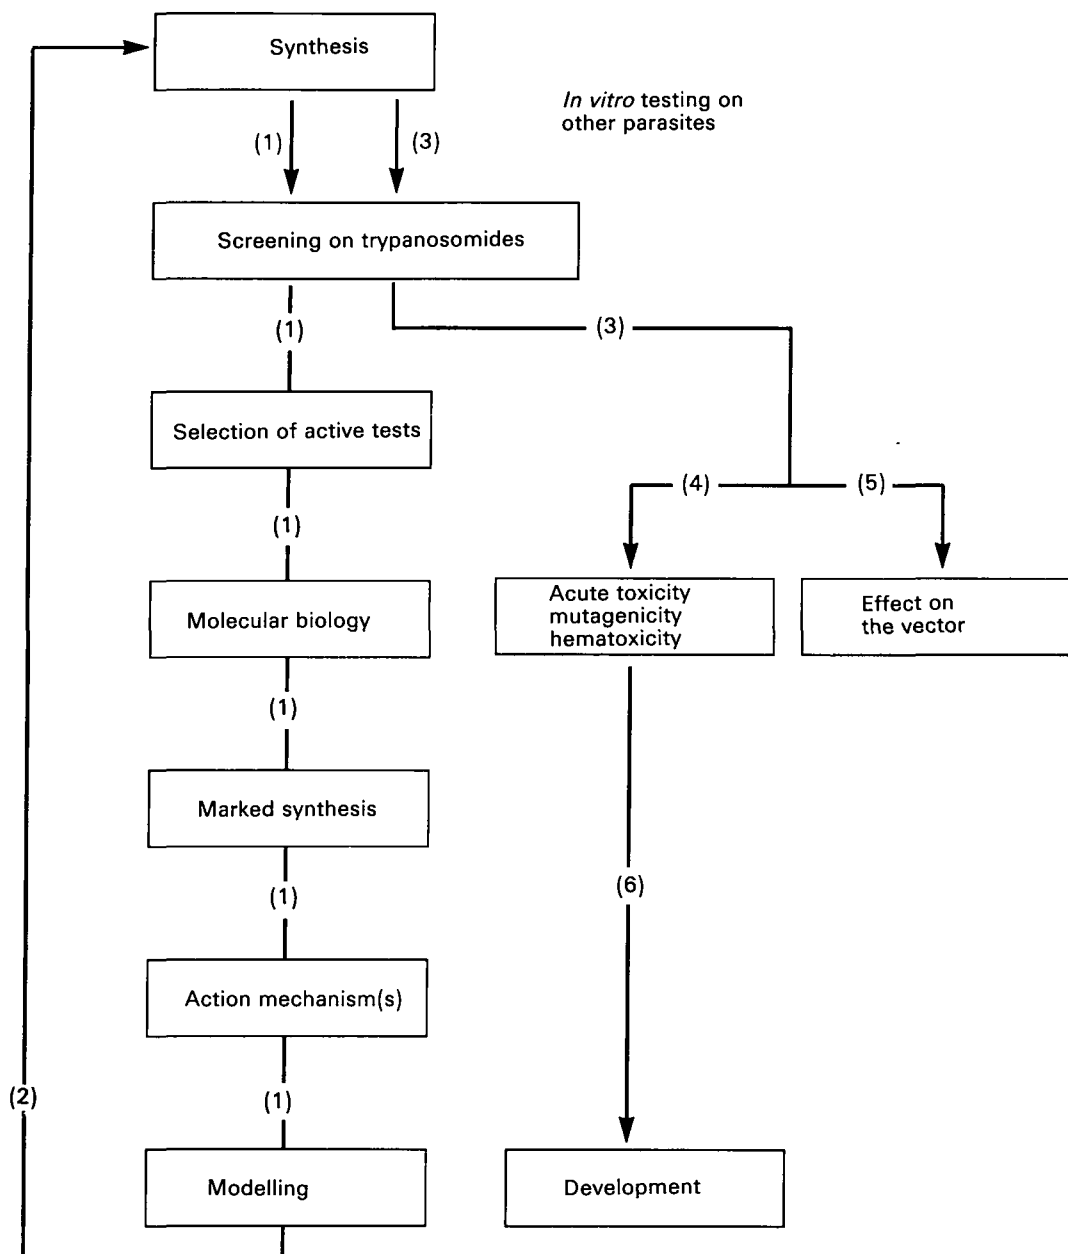 Synthesis
In vitro testing on
other parasites
(1)
(3)
Screening on trypanosomides
(1)
(3)
Selection of active tests
(4)
(5)
(1)
Molecular biology
Acute toxicity
mutagenicity
hematoxicity
Effect on
the vector
(1)
Marked synthesis
(1)
(6)
Action mechanism(s)
(2)
(1)
Modelling
Development